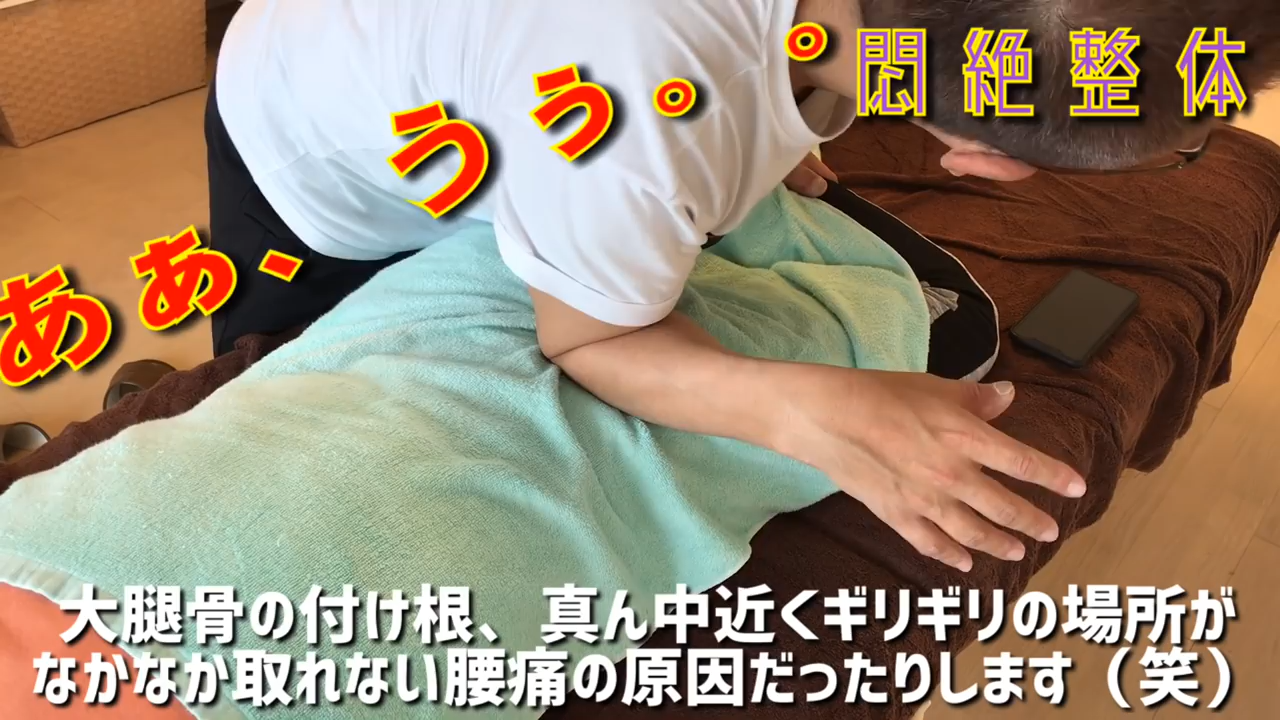 悶絶整体
あぁ、うぅ。。
大腿骨の付け根、真ん中近くギリギリの場所が
なかなか取れない腰痛の原因だったりします（笑）